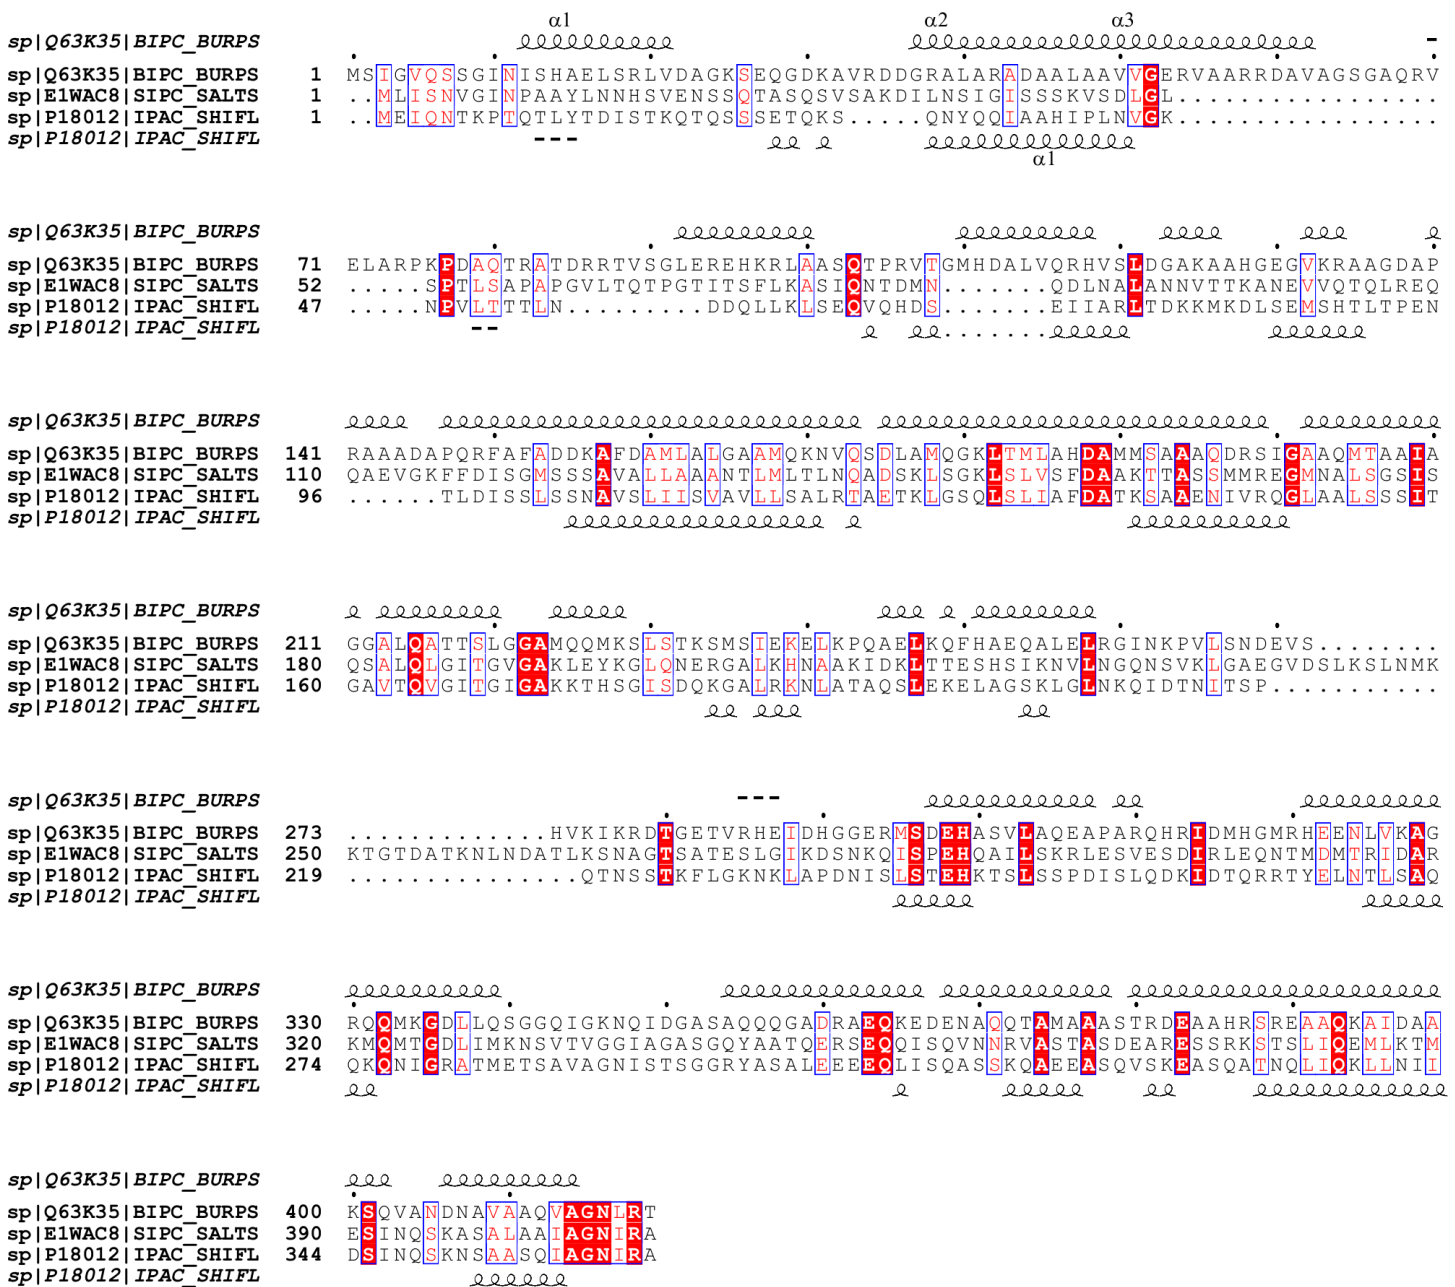 α1 α2 α3
sp|Q63K35|BIPC_BURPS
sp|Q63K35|BIPC_BURPS 1 MSIGVQSSGINISHAELSRLVDAGKSEQGDKAVRDDGRALARADAALAAVVGERVAARRDAVAGSGAQRV
sp|E1WAC8|SIPC_SALTS 1 ..MLISNVGINPAAYLNNHSVENSSQTASQSVSAKDILNSIGISSSKVSDLGL.................
sp|P18012|IPAC_SHIFL 1 ..MEIQNTKPTQTLYTDISTKQTQSSSETQKS.....QNYQQIAAHIPLNVGK.................
sp|P18012|IPAC_SHIFL
α1
sp|Q63K35|BIPC_BURPS
sp|Q63K35|BIPC_BURPS 71 ELARPKPDAQTRATDRRTVSGLEREHKRLAASQTPRVTGMHDALVQRHVSLDGAKAAHGEGVKRAAGDAP
sp|E1WAC8|SIPC_SALTS 52 .....SPTLSAPAPGVLTQTPGTITSFLKASIQNTDMN.......QDLNALANNVTTKANEVVQTQLREQ
sp|P18012|IPAC_SHIFL 47 .....NPVLTTTLN.........DDQLLKLSEQVQHDS.......EIIARLTDKKMKDLSEMSHTLTPEN
sp|P18012|IPAC_SHIFL
sp|Q63K35|BIPC_BURPS
sp|Q63K35|BIPC_BURPS 141 RAAADAPQRFAFADDKAFDAMLALGAAMQKNVQSDLAMQGKLTMLAHDAMMSAAAQDRSIGAAQMTAAIA
sp|E1WAC8|SIPC_SALTS 110 QAEVGKFFDISGMSSSAVALLAAANTLMLTLNQADSKLSGKLSLVSFDAAKTTASSMMREGMNALSGSIS
sp|P18012|IPAC_SHIFL 96 ......TLDISSLSSNAVSLIISVAVLLSALRTAETKLGSQLSLIAFDATKSAAENIVRQGLAALSSSIT
sp|P18012|IPAC_SHIFL
sp|Q63K35|BIPC_BURPS
sp|Q63K35|BIPC_BURPS 211 GGALQATTSLGGAMQQMKSLSTKSMSIEKELKPQAELKQFHAEQALELRGINKPVLSNDEVS........
sp|E1WAC8|SIPC_SALTS 180 QSALQLGITGVGAKLEYKGLQNERGALKHNAAKIDKLTTESHSIKNVLNGQNSVKLGAEGVDSLKSLNMK
sp|P18012|IPAC_SHIFL 160 GAVTQVGITGIGAKKTHSGISDQKGALRKNLATAQSLEKELAGSKLGLNKQIDTNITSP...........
sp|P18012|IPAC_SHIFL
sp|Q63K35|BIPC_BURPS
sp|Q63K35|BIPC_BURPS 273 .............HVKIKRDTGETVRHEIDHGGERMSDEHASVLAQEAPARQHRIDMHGMRHEENLVKAG
sp|E1WAC8|SIPC_SALTS 250 KTGTDATKNLNDATLKSNAGTSATESLGIKDSNKQISPEHQAILSKRLESVESDIRLEQNTMDMTRIDAR
sp|P18012|IPAC_SHIFL 219 ...............QTNSSTKFLGKNKLAPDNISLSTEHKTSLSSPDISLQDKIDTQRRTYELNTLSAQ
sp|P18012|IPAC_SHIFL
sp|Q63K35|BIPC_BURPS
sp|Q63K35|BIPC_BURPS 330 RQQMKGDLLQSGGQIGKNQIDGASAQQQGADRAEQKEDENAQQTAMAAASTRDEAAHRSREAAQKAIDAA
sp|E1WAC8|SIPC_SALTS 320 KMQMTGDLIMKNSVTVGGIAGASGQYAATQERSEQQISQVNNRVASTASDEARESSRKSTSLIQEMLKTM
sp|P18012|IPAC_SHIFL 274 QKQNIGRATMETSAVAGNISTSGGRYASALEEEEQLISQASSKQAEEASQVSKEASQATNQLIQKLLNII
sp|P18012|IPAC_SHIFL
sp|Q63K35|BIPC_BURPS
sp|Q63K35|BIPC_BURPS 400 KSQVANDNAVAAQVAGNLRT
sp|E1WAC8|SIPC_SALTS 390 ESINQSKASALAAIAGNIRA
sp|P18012|IPAC_SHIFL 344 DSINQSKNSAASQIAGNIRA
sp|P18012|IPAC_SHIFL